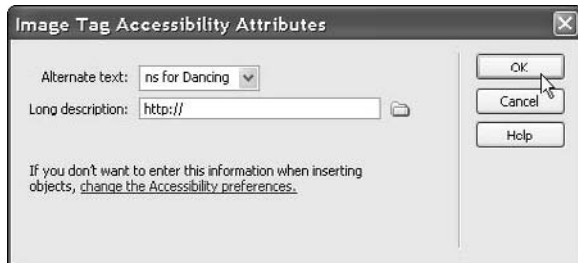 Image Tag Accessibility Attributes
Alternate text: ns for Dancing
Long description: http://
If you don't want to enter this information when inserting
objects, change the Accessibility preferences.
OK
Cancel
Help